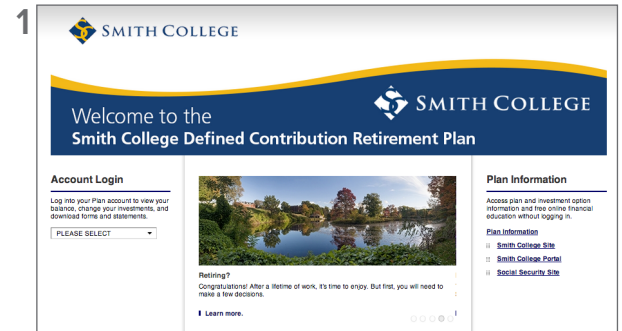 1
SMITH COLLEGE
SMITH COLLEGE
Welcome to the
Smith College Defined Contribution Retirement Plan
Account Login
Log into your Plan account to view your
balance, change your investments, and
download forms and statements.
PLEASE SELECT
Retiring?
Congratulations! After a lifetime of work, it's time to enjoy. But first, you will need to
make a few decisions.
Learn more.
Plan Information
Access plan and investment option
information and free online financial
education without logging in.
Plan Information
Smith College Site
Smith College Portal
Social Security Site